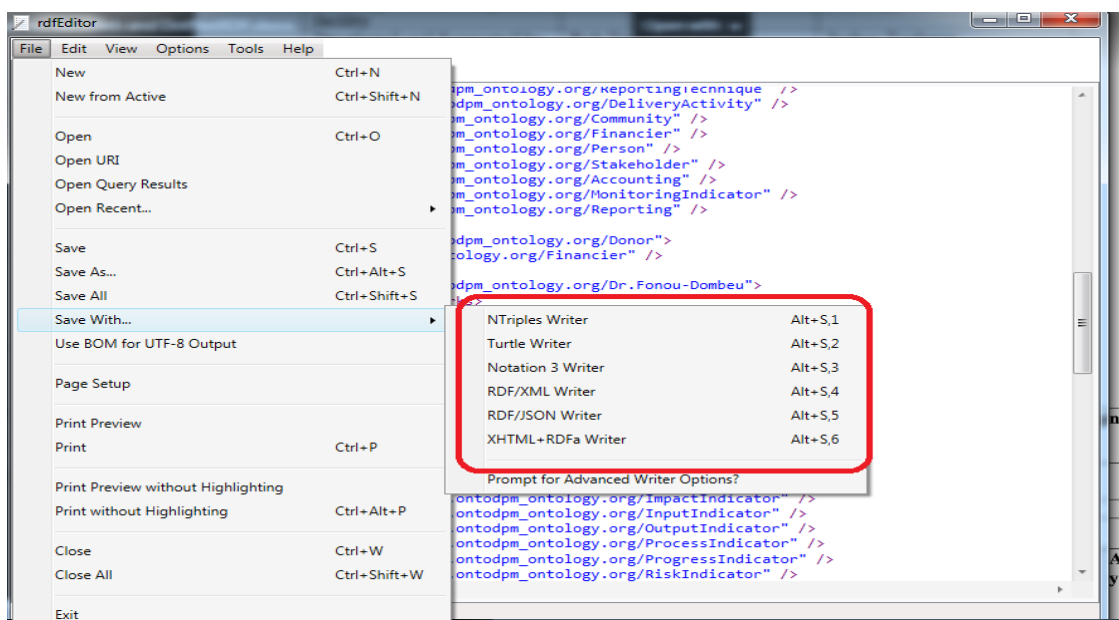 rdfEditor
File Edit View Options Tools Help
New Ctrl+N
New from Active Ctrl+Shift+N
Open Ctrl+O
Open URI
Open Query Results
Open Recent...
Save Ctrl+S
Save As... Ctrl+Alt+S
Save All Ctrl+Shift+S
Save With...
Use BOM for UTF-8 Output
Page Setup
Print Preview
Print Ctrl+P
Print Preview without Highlighting
Print without Highlighting Ctrl+Alt+P
Close Ctrl+W
Close All Ctrl+Shift+W
Exit
NTriples Writer Alt+S,1
Turtle Writer Alt+S,2
Notation 3 Writer Alt+S,3
RDF/XML Writer Alt+S,4
RDF/JSON Writer Alt+S,5
XHTML+RDFa Writer Alt+S,6
Prompt for Advanced Writer Options?
pm_ontology.org/ReportingTechnique" />
dpm_ontology.org/DeliveryActivity" />
m_ontology.org/Community" />
m_ontology.org/Financier" />
m_ontology.org/Person" />
m_ontology.org/Stakeholder" />
m_ontology.org/Accounting" />
m_ontology.org/MonitoringIndicator" />
m_ontology.org/Reporting" />
dpm_ontology.org/Donor">
tology.org/Financier" />
dpm_ontology.org/Dr.Fonou-Dombeu">
.ontodpm_ontology.org/ImpactIndicator" />
.ontodpm_ontology.org/InputIndicator" />
.ontodpm_ontology.org/OutputIndicator" />
.ontodpm_ontology.org/ProcessIndicator" />
.ontodpm_ontology.org/ProgressIndicator" />
.ontodpm_ontology.org/RiskIndicator" />